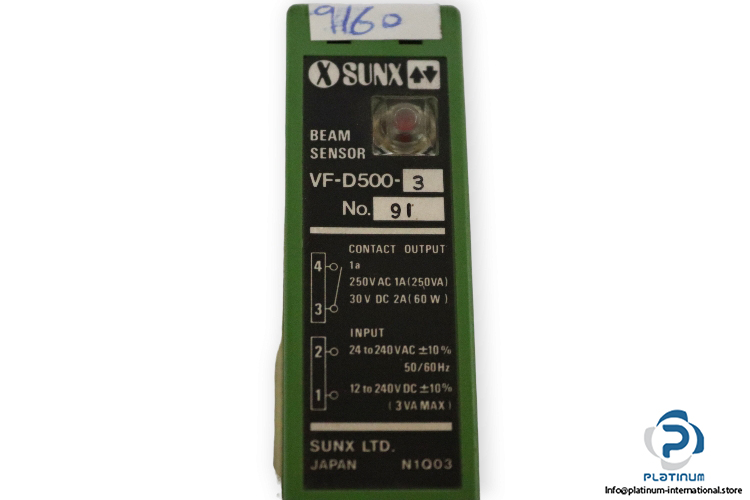 9160
SUNX
BEAM
SENSOR
VF-D500-3
No. 91
CONTACT OUTPUT
1a
4
250V AC 1A(250VA)
3
30V DC 2A(60W)
INPUT
2
24 to 240VAC ±10%
50/60Hz
1
12 to 240V DC ±10%
(3VA MAX)
SUNX LTD.
JAPAN N1Q03
PLATINUM
Info@platinum-international.store